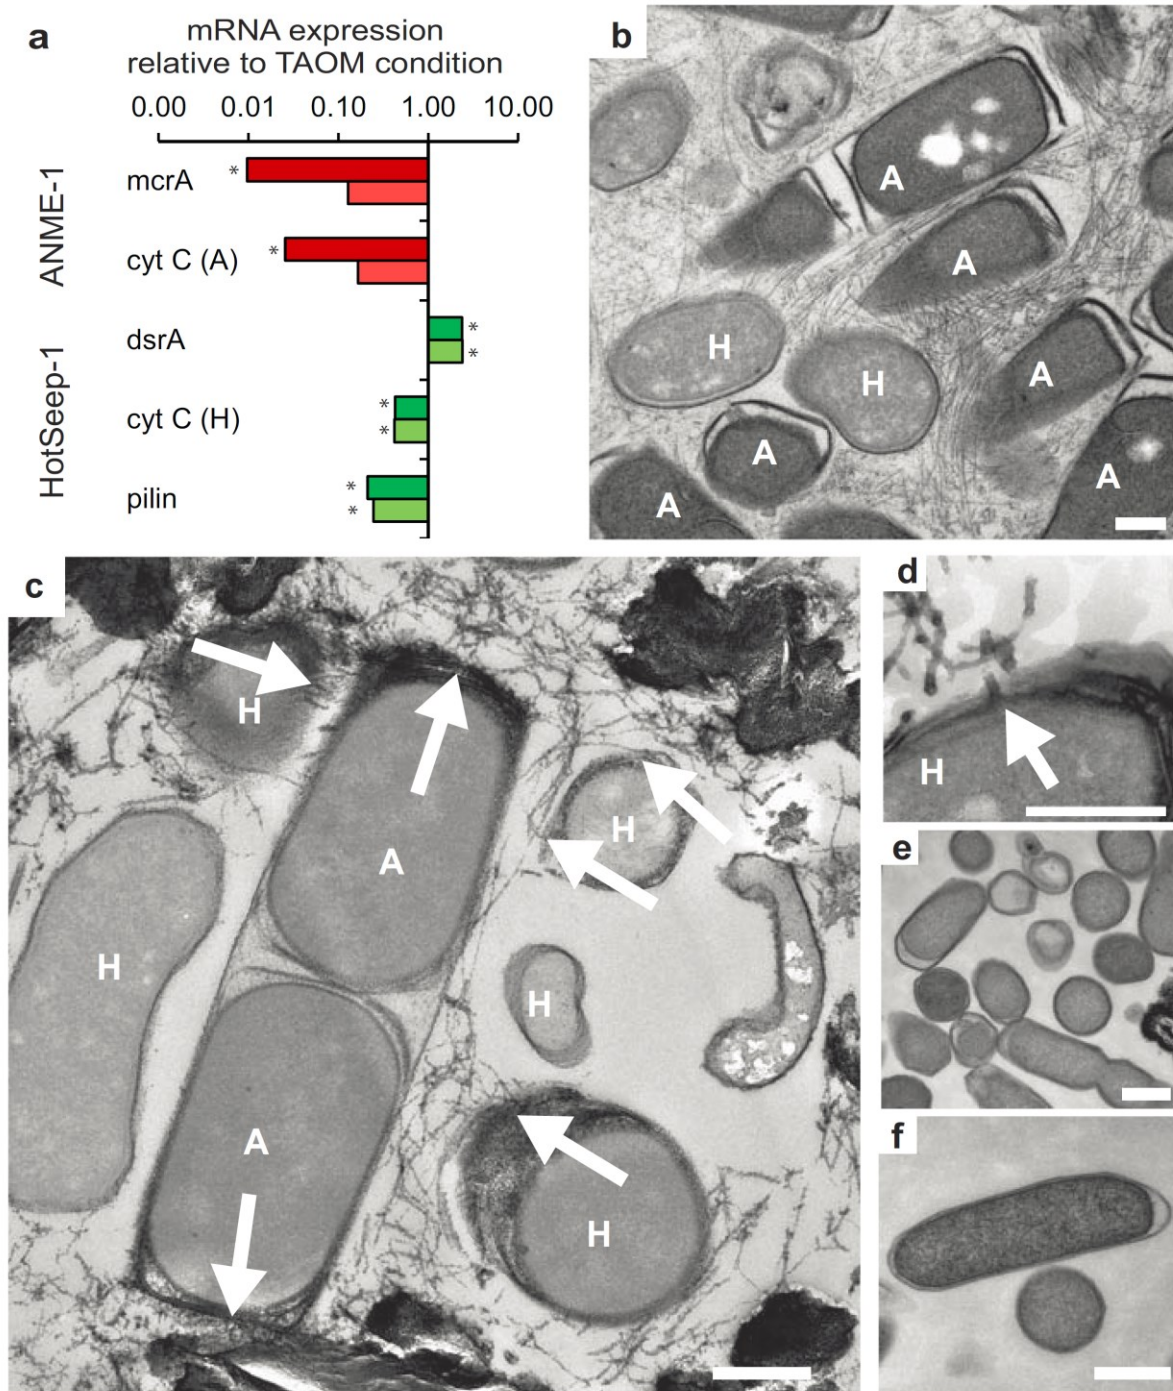 a
mRNA expression
relative to TAOM condition
0.00 0.01 0.10 1.00 10.00
ANME-1
mcrA
*
cyt C (A)
*
HotSeep-1
dsrA
*
*
cyt C (H)
*
*
pilin
*
*
b
A
A
A
H
H
A
A
A
c
H
A
H
H
A
H
H
d
H
e
f